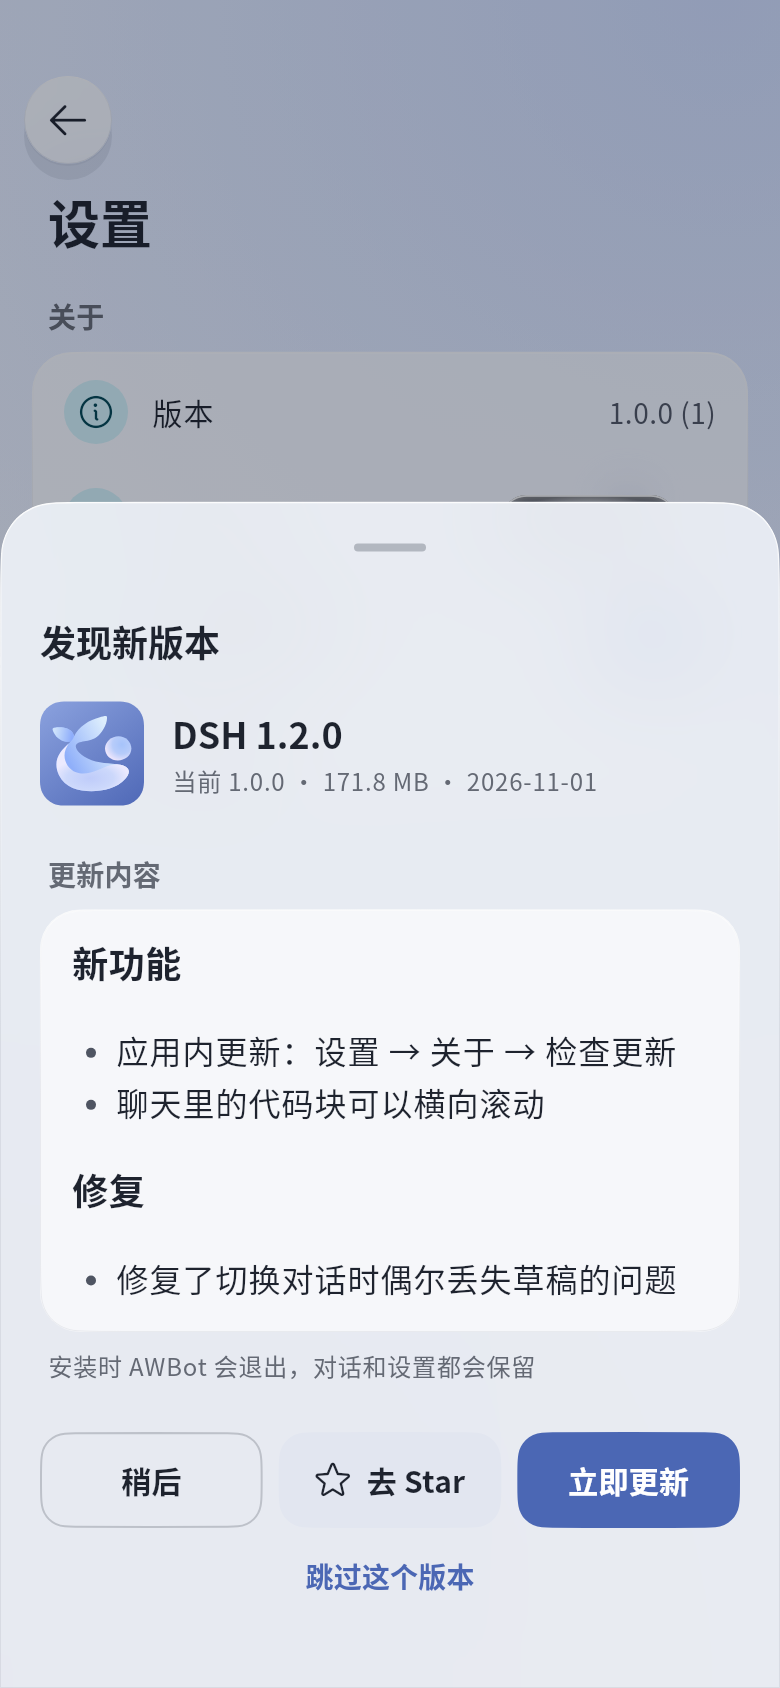 设置
关于
版本 1.0.0 (1)
发现新版本
DSH 1.2.0
当前 1.0.0 · 171.8 MB · 2026-11-01
更新内容
新功能
• 应用内更新：设置 → 关于 → 检查更新
• 聊天里的代码块可以横向滚动
修复
• 修复了切换对话时偶尔丢失草稿的问题
安装时 AWBot 会退出，对话和设置都会保留
稍后 去 Star 立即更新
跳过这个版本